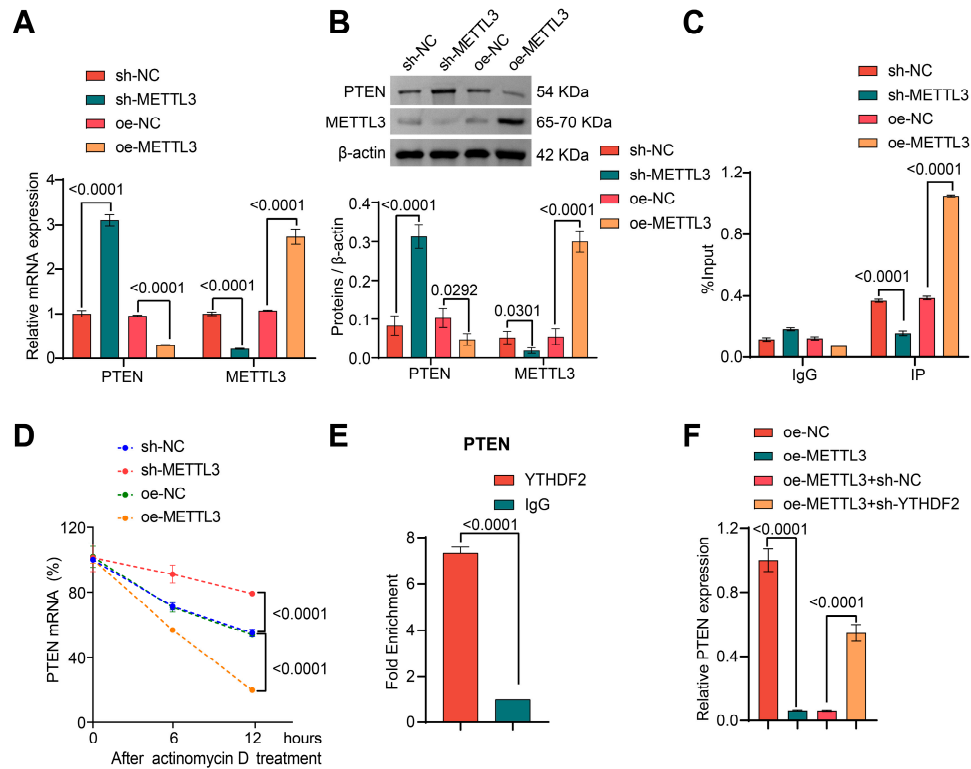 A
sh-NC
sh-METTL3
oe-NC
oe-METTL3
Relative mRNA expression
4
3
2
1
0
<0.0001
<0.0001
<0.0001
<0.0001
PTEN
METTL3
B
sh-NC
sh-METTL3
oe-NC
oe-METTL3
PTEN
54 KDa
METTL3
65-70 KDa
β-actin
42 KDa
sh-NC
sh-METTL3
oe-NC
oe-METTL3
Proteins / β-actin
0.4
0.3
0.2
0.1
0.0
<0.0001
0.0292
0.0301
<0.0001
PTEN
METTL3
C
sh-NC
sh-METTL3
oe-NC
oe-METTL3
%Input
1.2
0.8
0.4
0.0
<0.0001
<0.0001
IgG
IP
D
sh-NC
sh-METTL3
oe-NC
oe-METTL3
PTEN mRNA (%)
120
80
40
0
<0.0001
<0.0001
0
6
12
hours
After actinomycin D treatment
E
PTEN
YTHDF2
IgG
Fold Enrichment
8
6
4
2
0
<0.0001
F
oe-NC
oe-METTL3
oe-METTL3+sh-NC
oe-METTL3+sh-YTHDF2
Relative PTEN expression
1.2
0.8
0.4
0.0
<0.0001
<0.0001